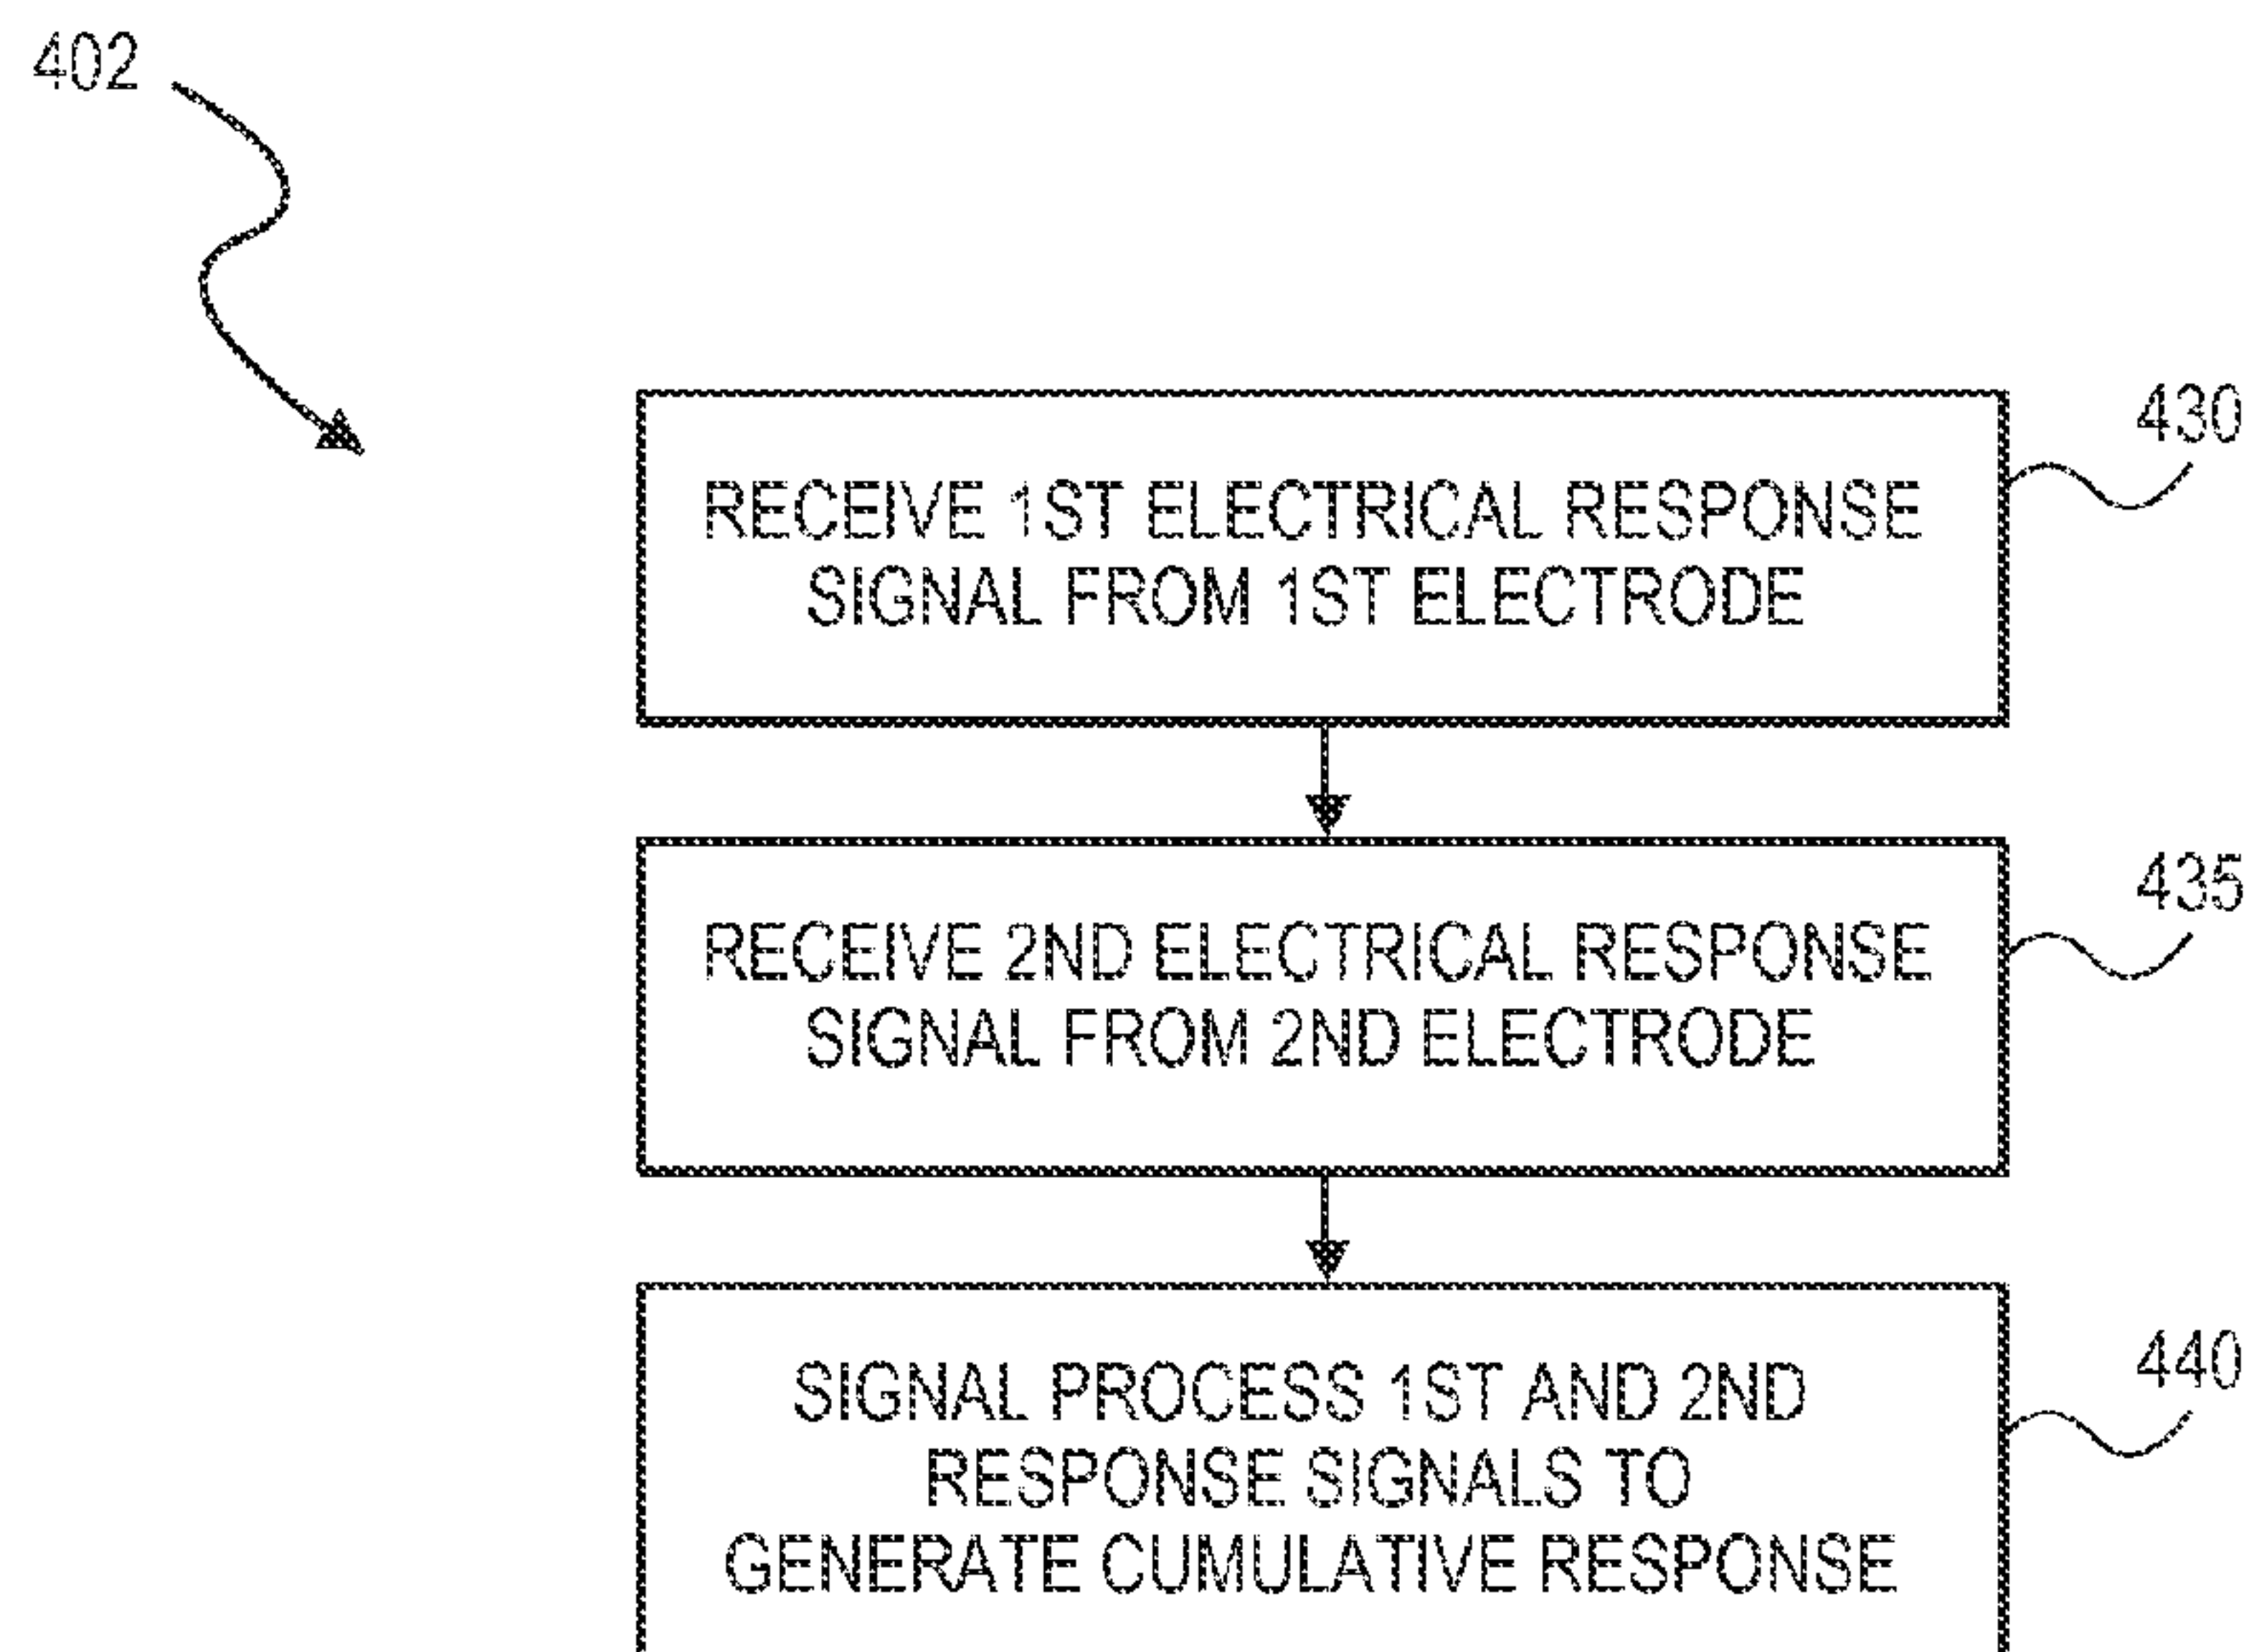 402
430
RECEIVE 1ST ELECTRICAL RESPONSE
SIGNAL FROM 1ST ELECTRODE
435
RECEIVE 2ND ELECTRICAL RESPONSE
SIGNAL FROM 2ND ELECTRODE
440
SIGNAL PROCESS 1ST AND 2ND
RESPONSE SIGNALS TO
GENERATE CUMULATIVE RESPONSE